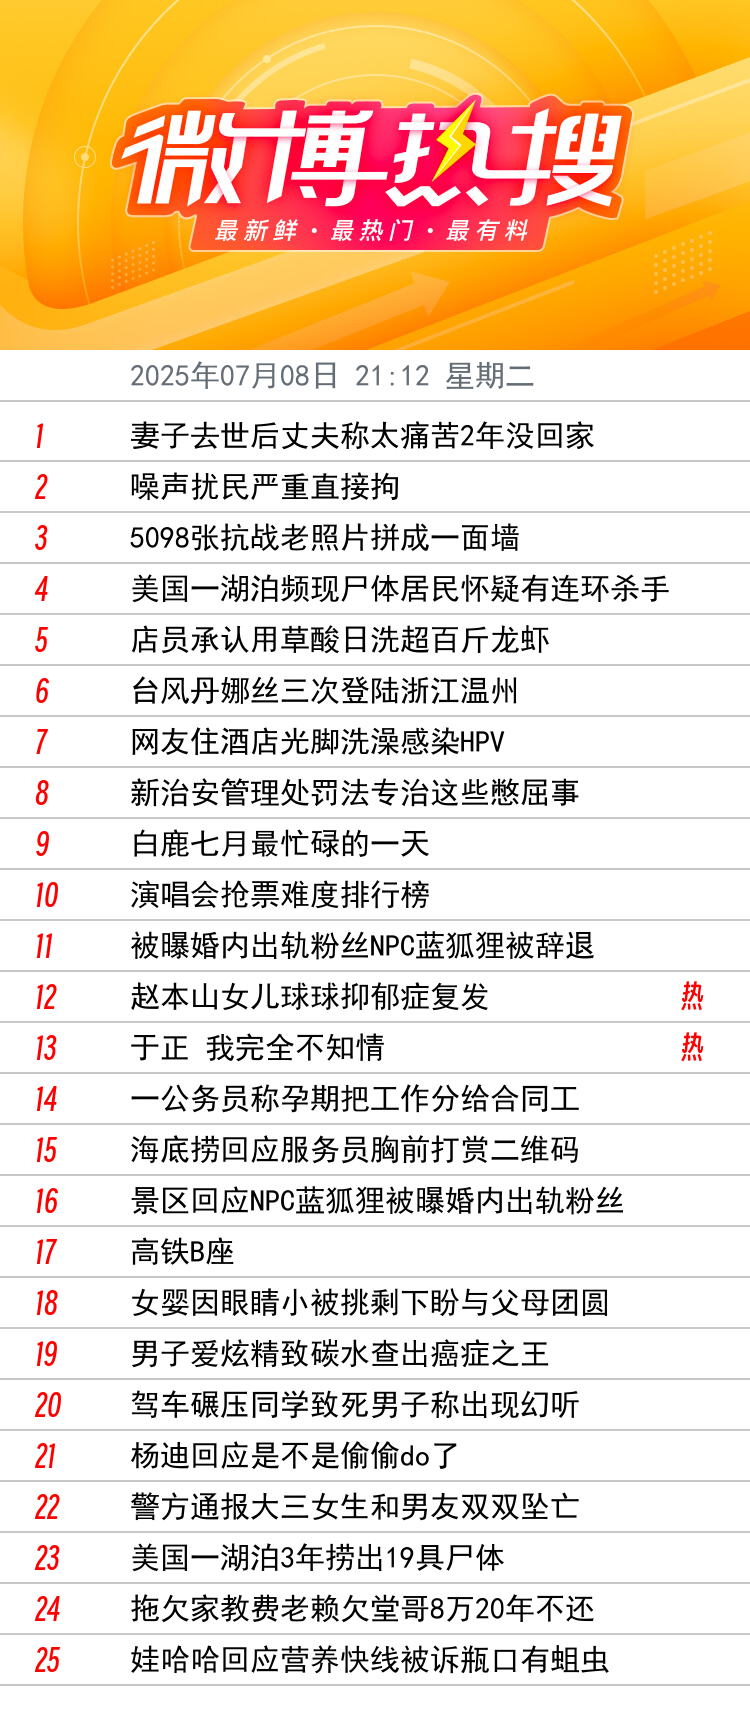 微博热搜
最新鲜·最热门·最有料
2025年07月08日 21:12 星期二
1 妻子去世后丈夫称太痛苦2年没回家
2 噪声扰民严重直接拘
3 5098张抗战老照片拼成一面墙
4 美国一湖泊频现尸体居民怀疑有连环杀手
5 店员承认用草酸日洗超百斤龙虾
6 台风丹娜丝三次登陆浙江温州
7 网友住酒店光脚洗澡感染HPV
8 新治安管理处罚法专治这些憋屈事
9 白鹿七月最忙碌的一天
10 演唱会抢票难度排行榜
11 被曝婚内出轨粉丝NPC蓝狐狸被辞退
12 赵本山女儿球球抑郁症复发 热
13 于正 我完全不知情 热
14 一公务员称孕期把工作分给合同工
15 海底捞回应服务员胸前打赏二维码
16 景区回应NPC蓝狐狸被曝婚内出轨粉丝
17 高铁B座
18 女婴因眼睛小被挑剩下盼与父母团圆
19 男子爱炫精致碳水查出癌症之王
20 驾车碾压同学致死男子称出现幻听
21 杨迪回应是不是偷偷do了
22 警方通报大三女生和男友双双坠亡
23 美国一湖泊3年捞出19具尸体
24 拖欠家教费老赖欠堂哥8万20年不还
25 娃哈哈回应营养快线被诉瓶口有蛆虫